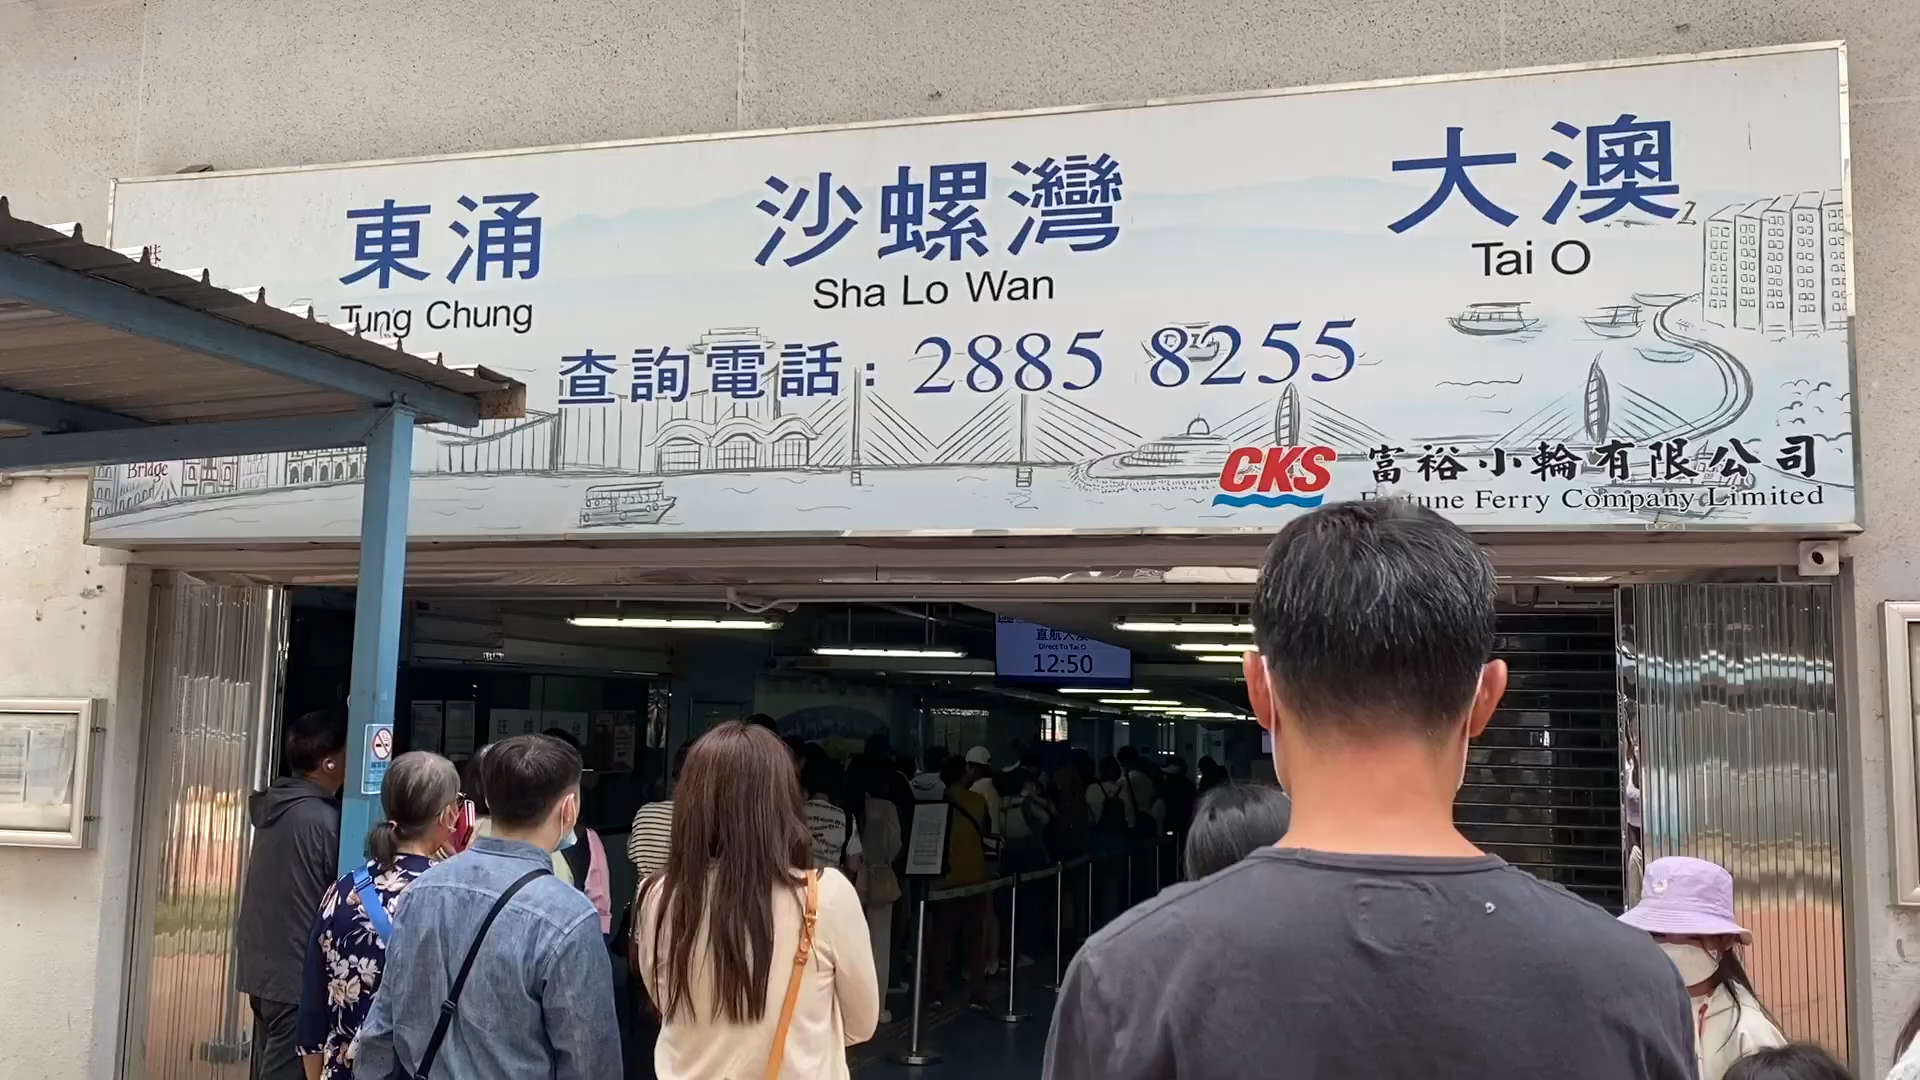 東涌 沙螺灣 大澳
Tung Chung Sha Lo Wan Tai O
查詢電話: 2885 8255
Bridge
CKS 富裕小輪有限公司
Fortune Ferry Company Limited
直航大澳
Direct To Tai O
12:50